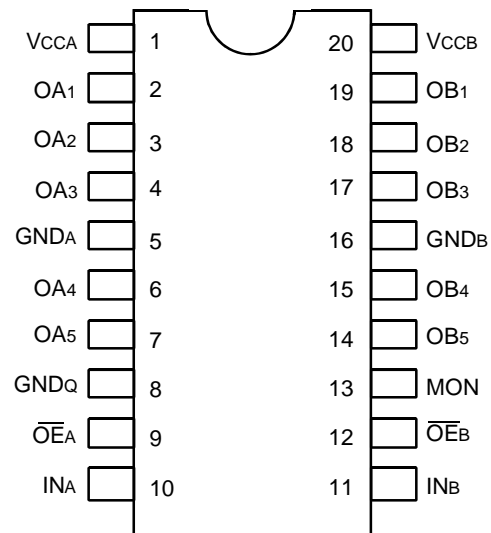 VCCA 1 20 VCCB
OA1 2 19 OB1
OA2 3 18 OB2
OA3 4 17 OB3
GNDA 5 16 GNDB
OA4 6 15 OB4
OA5 7 14 OB5
GNDQ 8 13 MON
OEA 9 12 OEB
INA 10 11 INB